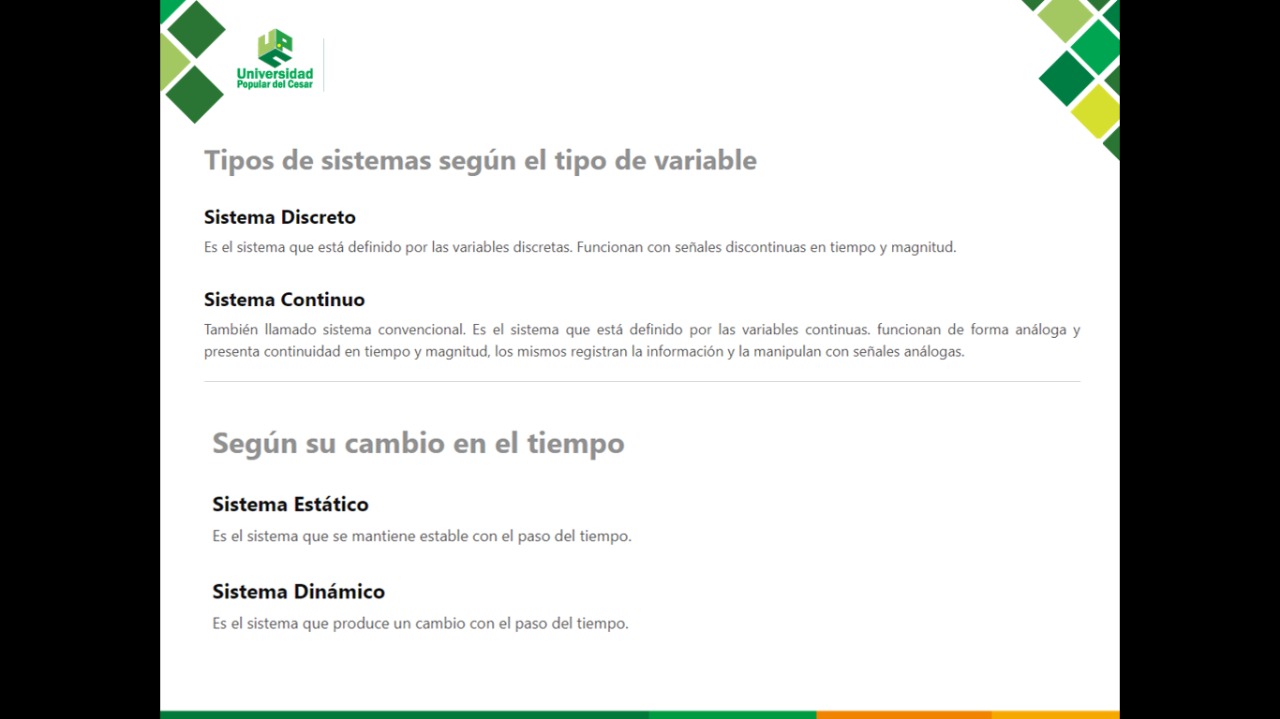 Universidad
Popular del Cesar
Tipos de sistemas según el tipo de variable
Sistema Discreto
Es el sistema que está definido por las variables discretas. Funcionan con señales discontinuas en tiempo y magnitud.
Sistema Continuo
También llamado sistema convencional. Es el sistema que está definido por las variables continuas. funcionan de forma análoga y
presenta continuidad en tiempo y magnitud, los mismos registran la información y la manipulan con señales análogas.
Según su cambio en el tiempo
Sistema Estático
Es el sistema que se mantiene estable con el paso del tiempo.
Sistema Dinámico
Es el sistema que produce un cambio con el paso del tiempo.